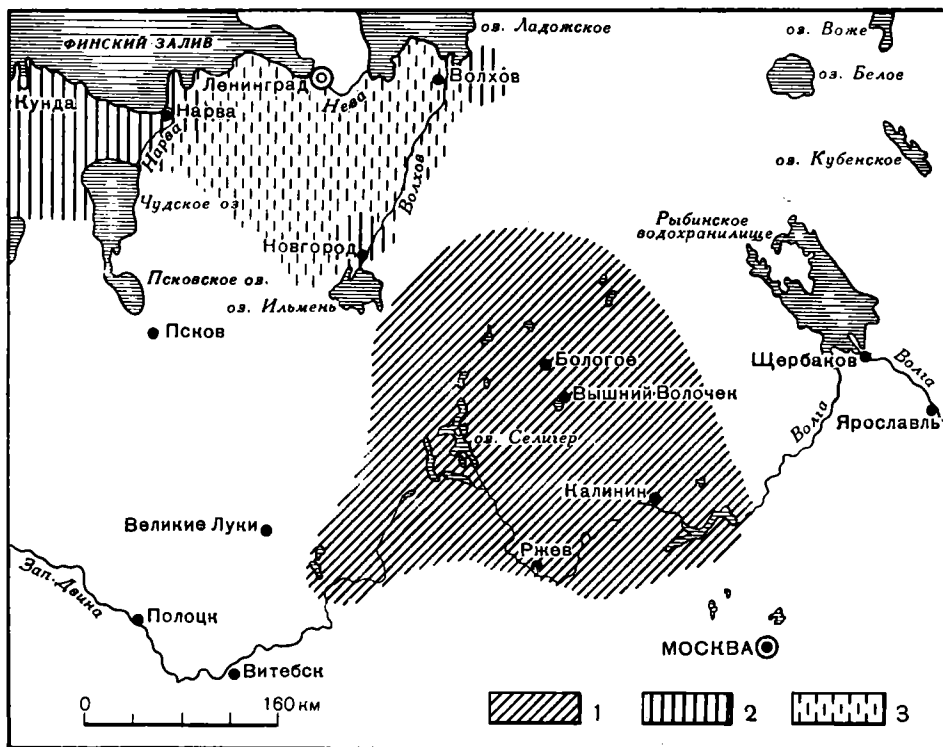 оз. Ладожское
оз. Воже
ФИНСКИЙ ЗАЛИВ
Ленинград
Волхов
оз. Белое
Кунда
Нева
Нарва
Нарва
оз. Кубенское
Волхов
Чудское оз
Рыбинское
водохранилище
Новгород
Псковское оз.
оз. Ильмень
Псков
Бологое
Щербаков
Волга
Вышний Волочек
Ярославль
Волга
оз. Селигер
Калинин
Великие Луки
Ржев
Зап. Двина
Полоцк
МОСКВА
Витебск
0 160 км
1 2 3